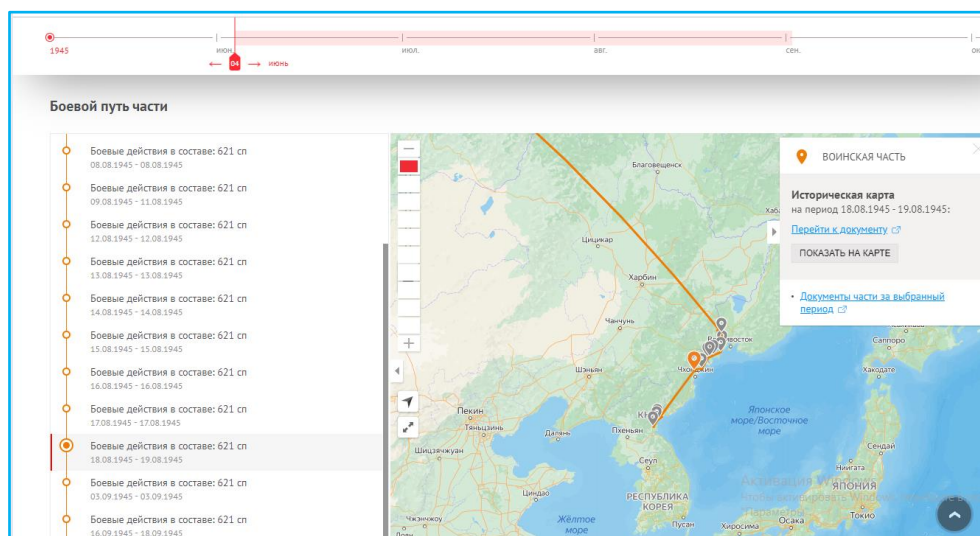 1945
июн.
июл.
авг.
сен.
04
июнь
Боевой путь части
Боевые действия в составе: 621 сп
08.08.1945 - 08.08.1945
Боевые действия в составе: 621 сп
09.08.1945 - 11.08.1945
Боевые действия в составе: 621 сп
12.08.1945 - 12.08.1945
Боевые действия в составе: 621 сп
13.08.1945 - 13.08.1945
Боевые действия в составе: 621 сп
14.08.1945 - 14.08.1945
Боевые действия в составе: 621 сп
15.08.1945 - 15.08.1945
Боевые действия в составе: 621 сп
16.08.1945 - 16.08.1945
Боевые действия в составе: 621 сп
17.08.1945 - 17.08.1945
Боевые действия в составе: 621 сп
18.08.1945 - 19.08.1945
Боевые действия в составе: 621 сп
03.09.1945 - 03.09.1945
Боевые действия в составе: 621 сп
16.09.1945 - 18.09.1945
Благовещенск
Цицикар
Харбин
Чанчунь
Шэньян
Пекин
Тяньцзинь
Далянь
Пхеньян
Шицзячжуан
Сеул
Циндао
РЕСПУБЛИКА
КОРЕЯ
Чжэнчжоу
Жёлтое
море
Пусан
Хиросима
Осака
Токио
ЯПОНИЯ
Ниигата
Сендай
Японское
море/Восточное
море
Хакодате
Саппоро
ВОИНСКАЯ ЧАСТЬ
Историческая карта
на период 18.08.1945 - 19.08.1945:
Перейти к документу
ПОКАЗАТЬ НА КАРТЕ
Документы части за выбранный
период